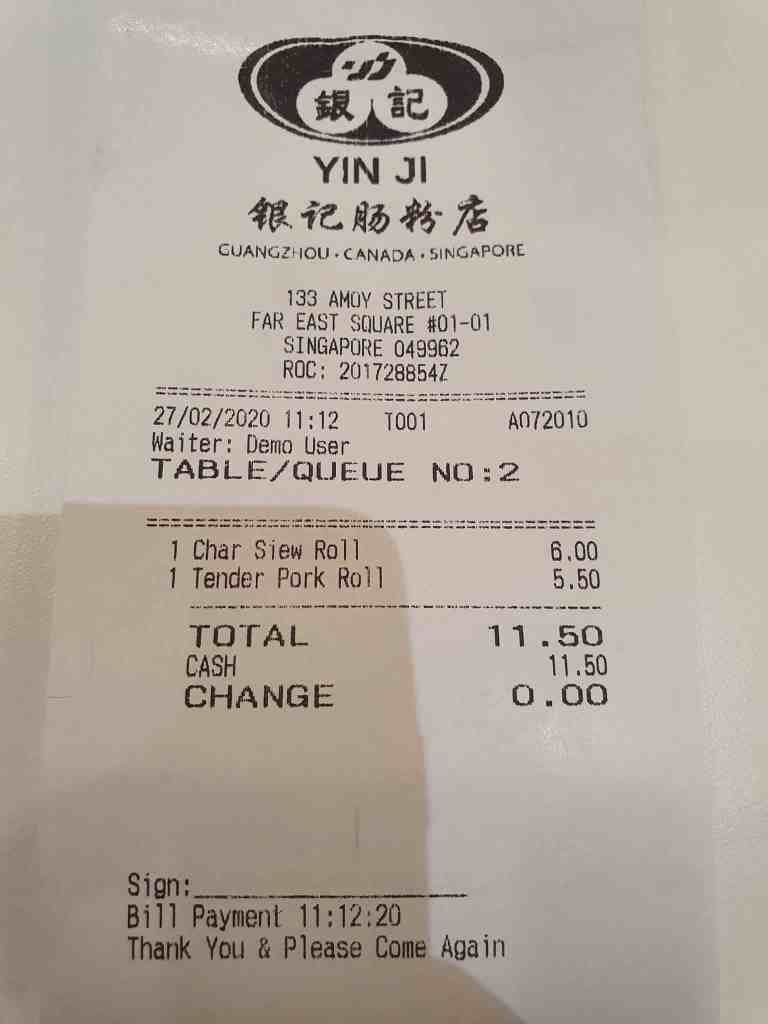 銀 記
YIN JI
银记肠粉店
GUANGZHOU · CANADA · SINGAPORE
133 AMOY STREET
FAR EAST SQUARE #01-01
SINGAPORE 049962
ROC: 201728854Z
27/02/2020 11:12 T001 A072010
Waiter: Demo User
TABLE/QUEUE NO:2
1 Char Siew Roll 6.00
1 Tender Pork Roll 5.50
TOTAL 11.50
CASH 11.50
CHANGE 0.00
Sign:
Bill Payment 11:12:20
Thank You & Please Come Again